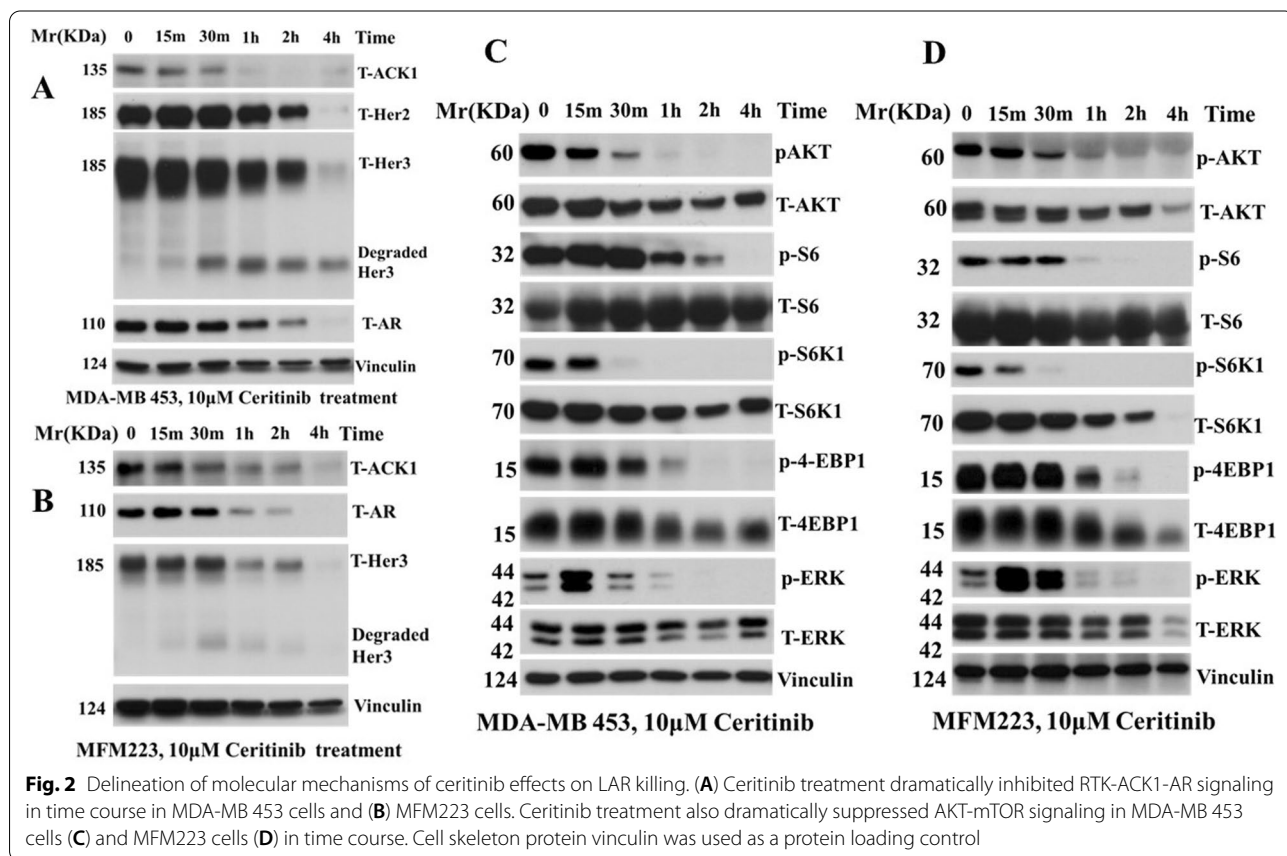 A
Mr(KDa) 0 15m 30m 1h 2h 4h Time
135 T-ACK1
185 T-Her2
185 T-Her3
Degraded
Her3
110 T-AR
124 Vinculin
MDA-MB 453, 10μM Ceritinib treatment
B
Mr(KDa) 0 15m 30m 1h 2h 4h Time
135 T-ACK1
110 T-AR
185 T-Her3
Degraded
Her3
124 Vinculin
MFM223, 10μM Ceritinib treatment
C
Mr(KDa) 0 15m 30m 1h 2h 4h Time
60 pAKT
60 T-AKT
32 p-S6
32 T-S6
70 p-S6K1
70 T-S6K1
15 p-4-EBP1
15 T-4EBP1
44 p-ERK
42
44 T-ERK
42
124 Vinculin
MDA-MB 453, 10μM Ceritinib
D
Mr(KDa) 0 15m 30m 1h 2h 4h Time
60 p-AKT
60 T-AKT
32 p-S6
32 T-S6
70 p-S6K1
70 T-S6K1
15 p-4EBP1
15 T-4EBP1
44 p-ERK
42
44 T-ERK
42
124 Vinculin
MFM223, 10μM Ceritinib
Fig. 2 Delineation of molecular mechanisms of ceritinib effects on LAR killing. (A) Ceritinib treatment dramatically inhibited RTK-ACK1-AR signaling
in time course in MDA-MB 453 cells and (B) MFM223 cells. Ceritinib treatment also dramatically suppressed AKT-mTOR signaling in MDA-MB 453
cells (C) and MFM223 cells (D) in time course. Cell skeleton protein vinculin was used as a protein loading control